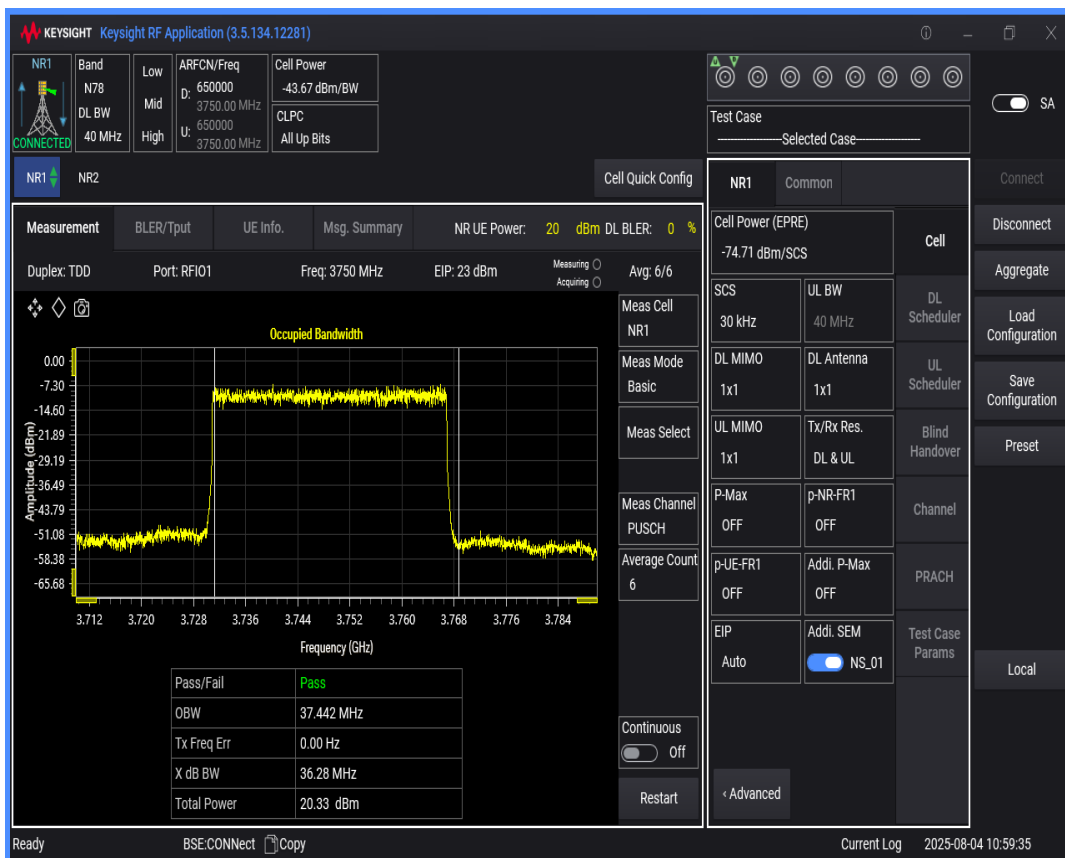 KEYSIGHT Keysight RF Application (3.5.134.12281)
NR1
CONNECTED
Band
N78
DL BW
40 MHz
Low
Mid
High
ARFCN/Freq
D: 650000
3750.00 MHz
U: 650000
3750.00 MHz
Cell Power
-43.67 dBm/BW
CLPC
All Up Bits
Test Case
---------------Selected Case---------------
SA
NR1 NR2
Cell Quick Config
Measurement BLER/Tput UE Info. Msg. Summary NR UE Power: 20 dBm DL BLER: 0 %
Duplex: TDD Port: RFIO1 Freq: 3750 MHz EIP: 23 dBm Measuring Avg: 6/6
Acquiring
Occupied Bandwidth
Amplitude (dBm)
0.00
-7.30
-14.60
-21.89
-29.19
-36.49
-43.79
-51.08
-58.38
-65.68
3.712 3.720 3.728 3.736 3.744 3.752 3.760 3.768 3.776 3.784
Frequency (GHz)
Pass/Fail Pass
OBW 37.442 MHz
Tx Freq Err 0.00 Hz
X dB BW 36.28 MHz
Total Power 20.33 dBm
Meas Cell
NR1
Meas Mode
Basic
Meas Select
Meas Channel
PUSCH
Average Count
6
Continuous
Off
Restart
NR1 Common
Cell Power (EPRE)
-74.71 dBm/SCS
SCS
30 kHz
UL BW
40 MHz
DL MIMO
1x1
DL Antenna
1x1
UL MIMO
1x1
Tx/Rx Res.
DL & UL
P-Max
OFF
p-NR-FR1
OFF
p-UE-FR1
OFF
Addi. P-Max
OFF
EIP
Auto
Addi. SEM
NS_01
‹ Advanced
Cell
DL
Scheduler
UL
Scheduler
Blind
Handover
Channel
PRACH
Test Case
Params
Connect
Disconnect
Aggregate
Load
Configuration
Save
Configuration
Preset
Local
Ready BSE:CONNect Copy Current Log 2025-08-04 10:59:35